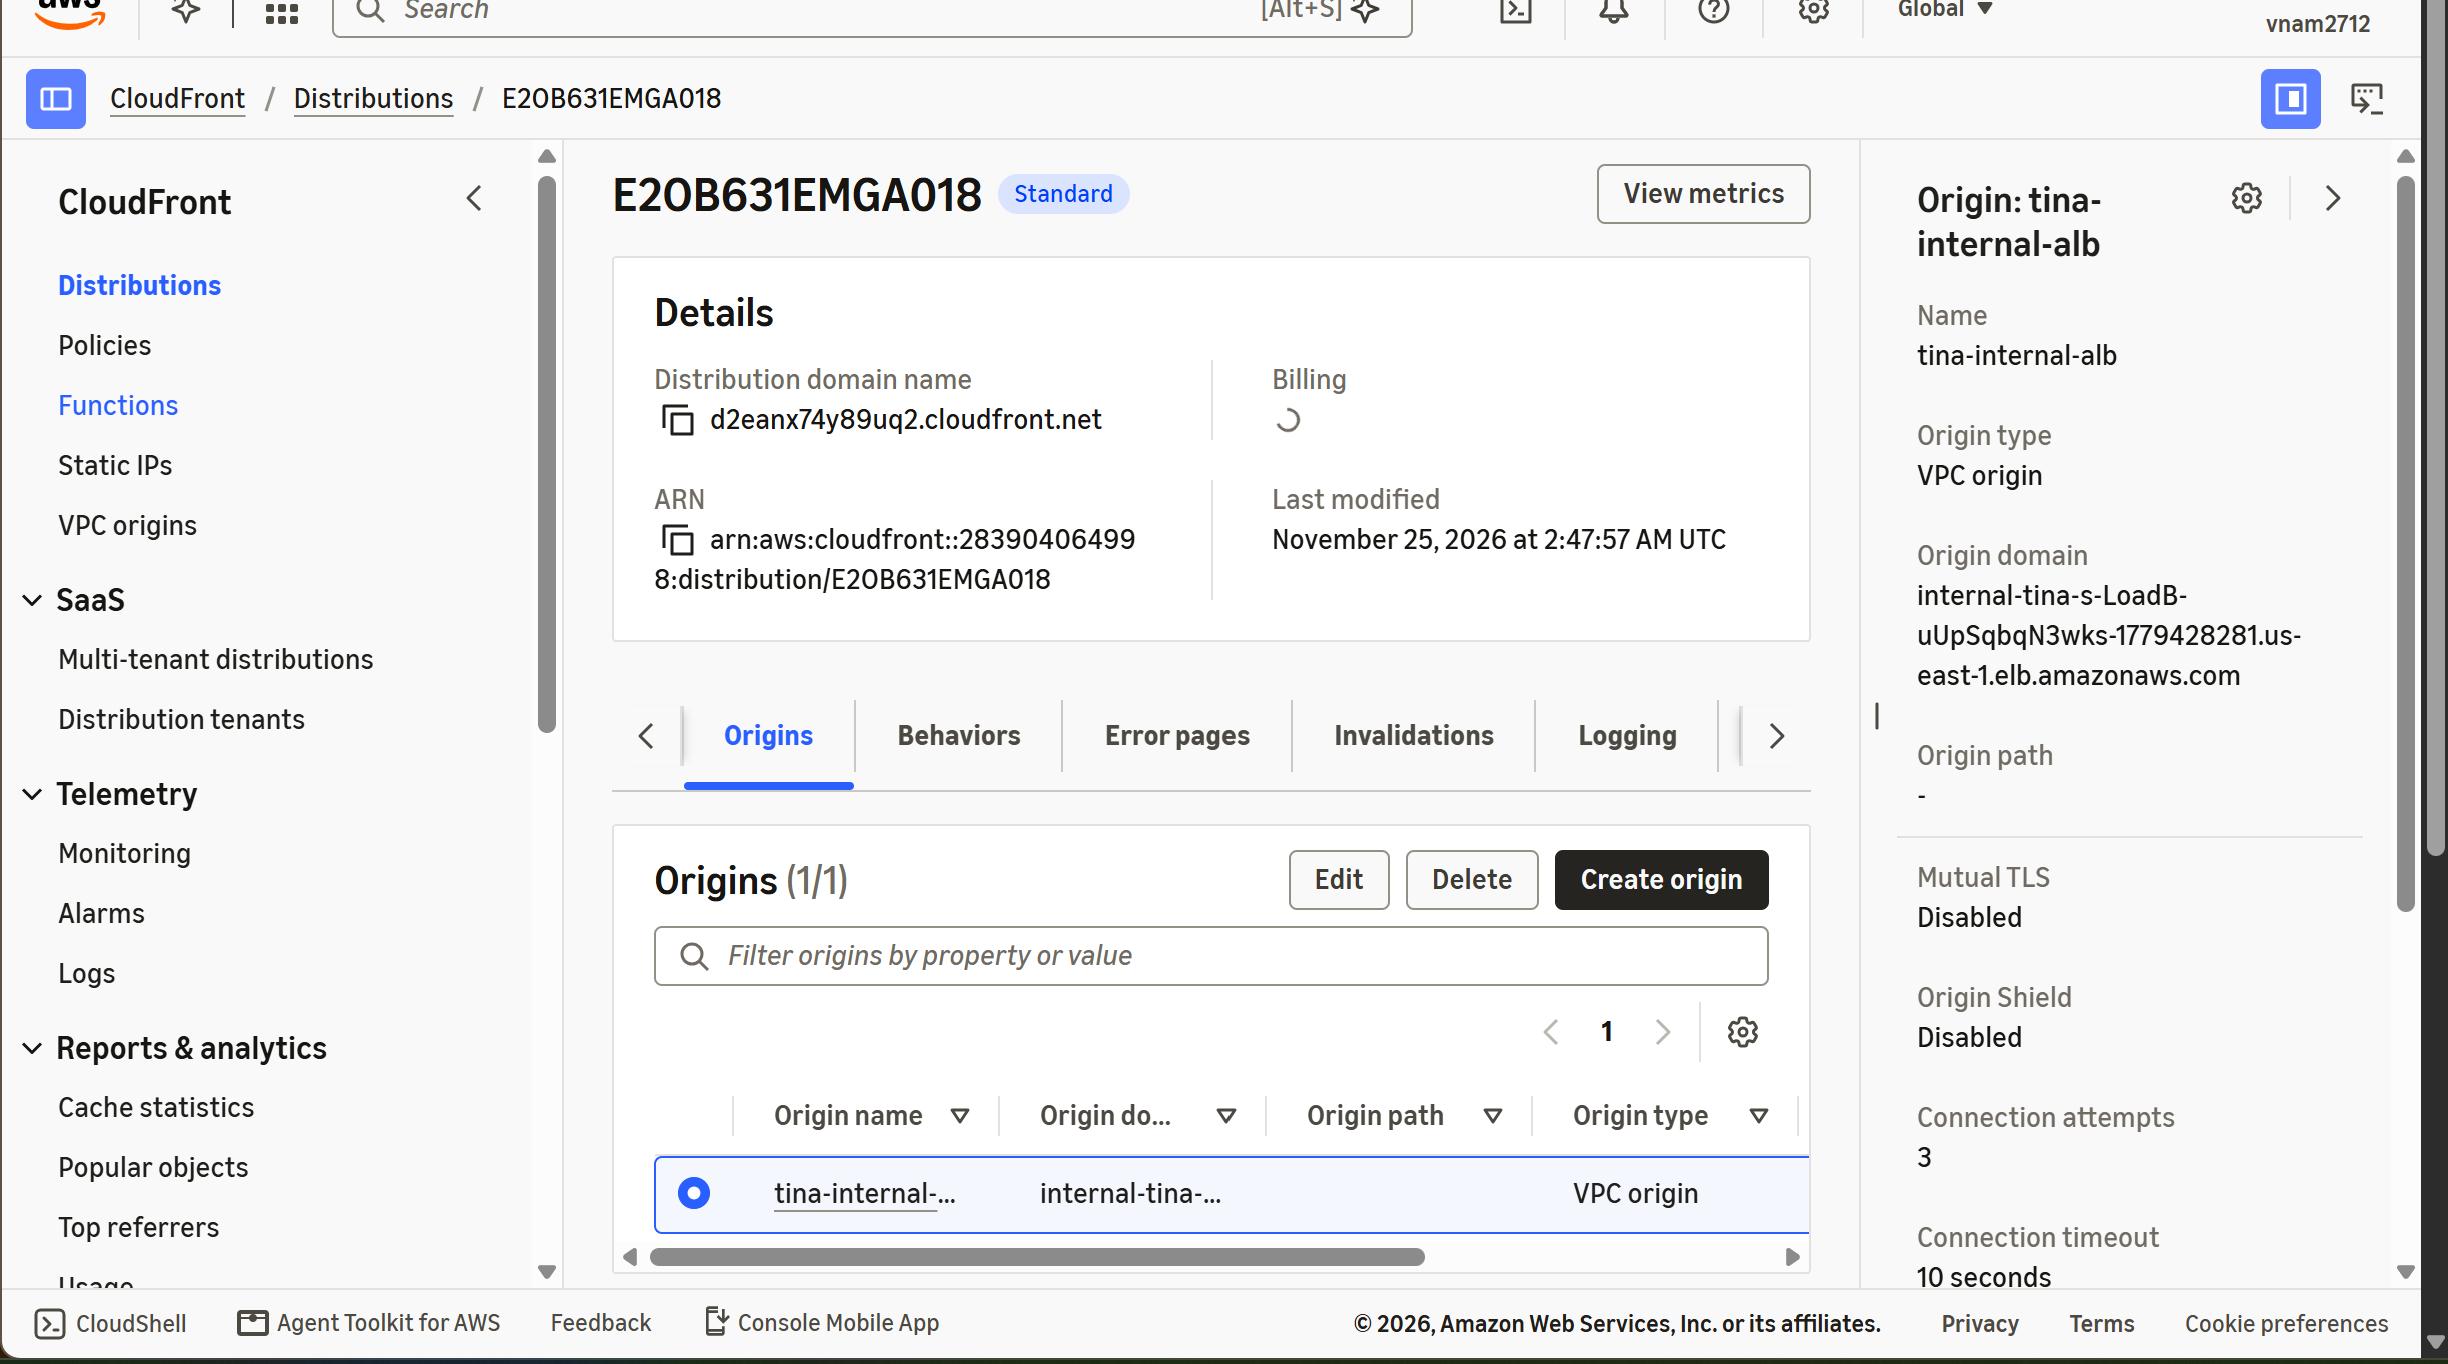 aws
Search
[Alt+S]
Global
vnam2712
CloudFront / Distributions / E2OB631EMGA018
CloudFront
Distributions
Policies
Functions
Static IPs
VPC origins
SaaS
Multi-tenant distributions
Distribution tenants
Telemetry
Monitoring
Alarms
Logs
Reports & analytics
Cache statistics
Popular objects
Top referrers
Usage
E2OB631EMGA018
Standard
View metrics
Details
Distribution domain name
d2eanx74y89uq2.cloudfront.net
Billing
ARN
arn:aws:cloudfront::28390406499
8:distribution/E2OB631EMGA018
Last modified
November 25, 2026 at 2:47:57 AM UTC
Origins
Behaviors
Error pages
Invalidations
Logging
Origins (1/1)
Edit
Delete
Create origin
Filter origins by property or value
1
Origin name
Origin do...
Origin path
Origin type
tina-internal-...
internal-tina-...
VPC origin
Origin: tina-
internal-alb
Name
tina-internal-alb
Origin type
VPC origin
Origin domain
internal-tina-s-LoadB-
uUpSqbqN3wks-1779428281.us-
east-1.elb.amazonaws.com
Origin path
-
Mutual TLS
Disabled
Origin Shield
Disabled
Connection attempts
3
Connection timeout
10 seconds
CloudShell
Agent Toolkit for AWS
Feedback
Console Mobile App
© 2026, Amazon Web Services, Inc. or its affiliates.
Privacy
Terms
Cookie preferences